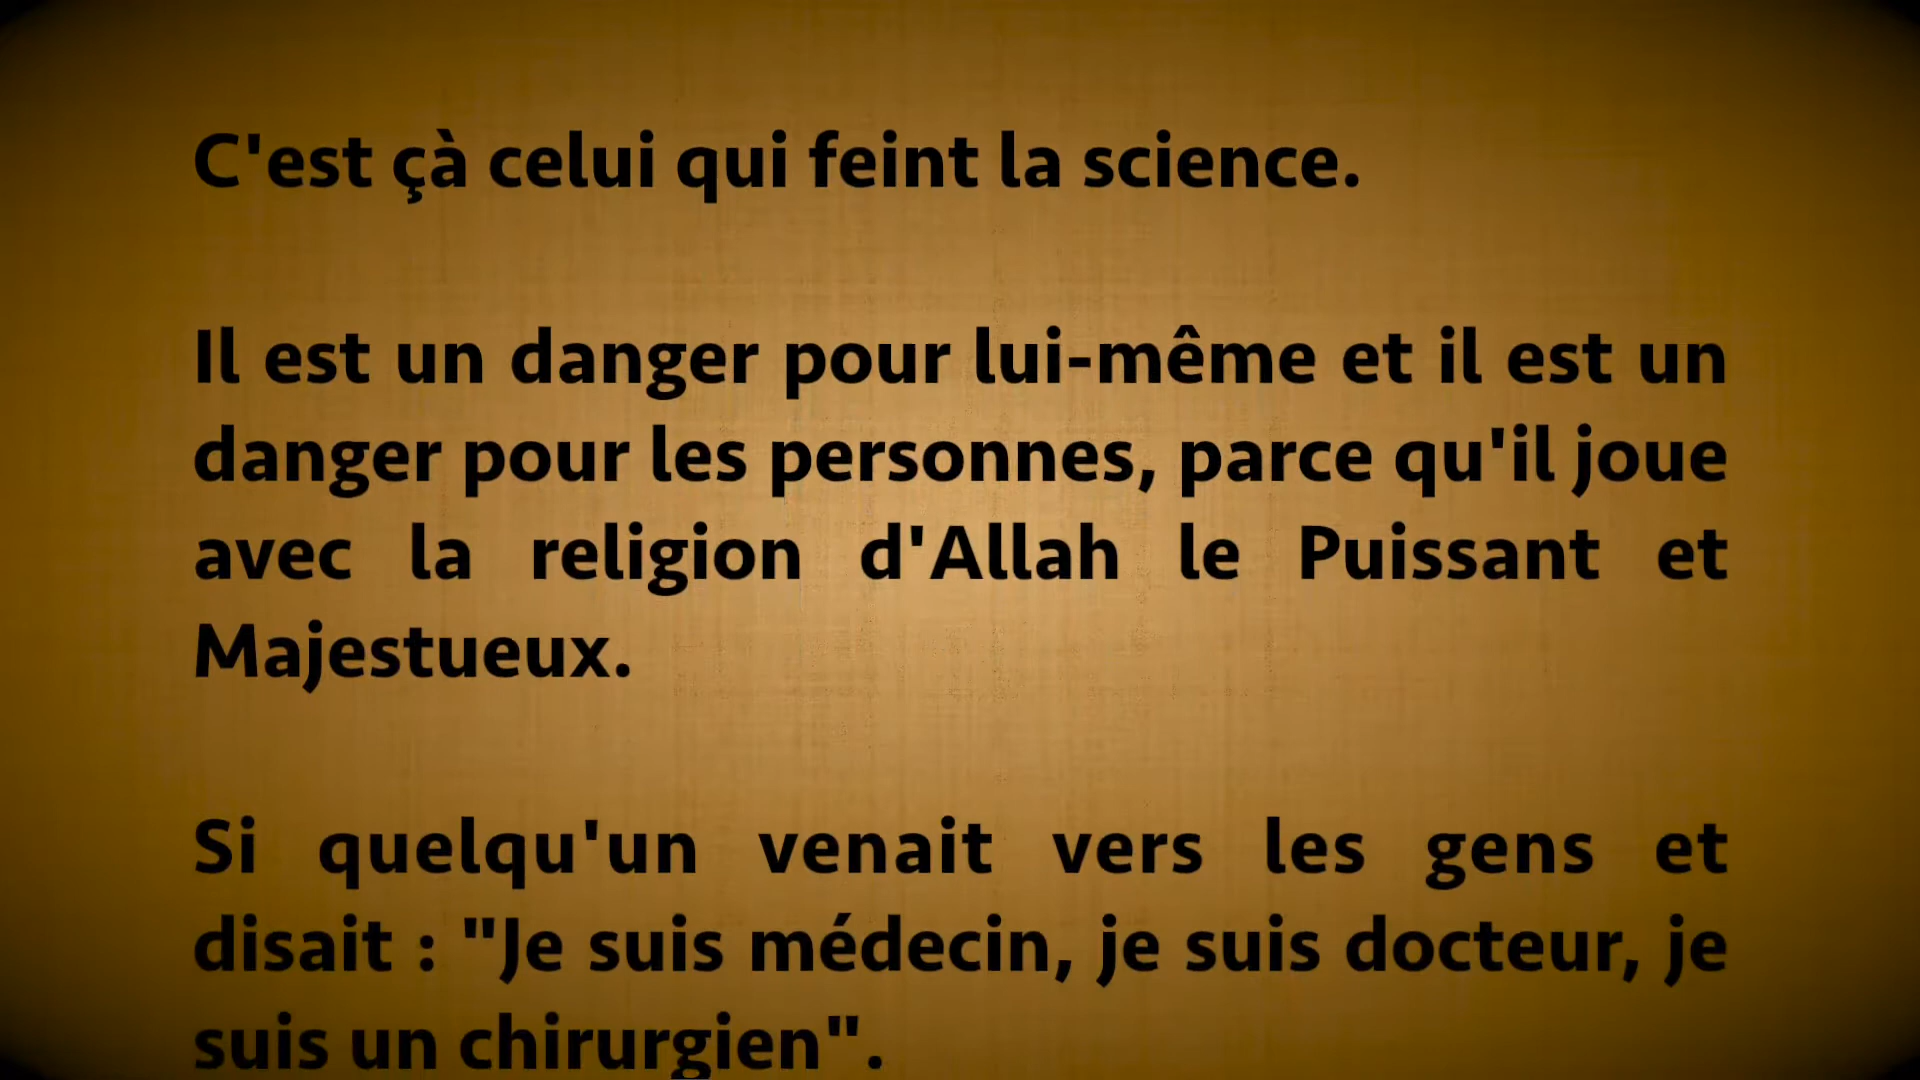 C'est çà celui qui feint la science.
Il est un danger pour lui-même et il est un
danger pour les personnes, parce qu'il joue
avec la religion d'Allah le Puissant et
Majestueux.
Si quelqu'un venait vers les gens et
disait : "Je suis médecin, je suis docteur, je
suis un chirurgien".